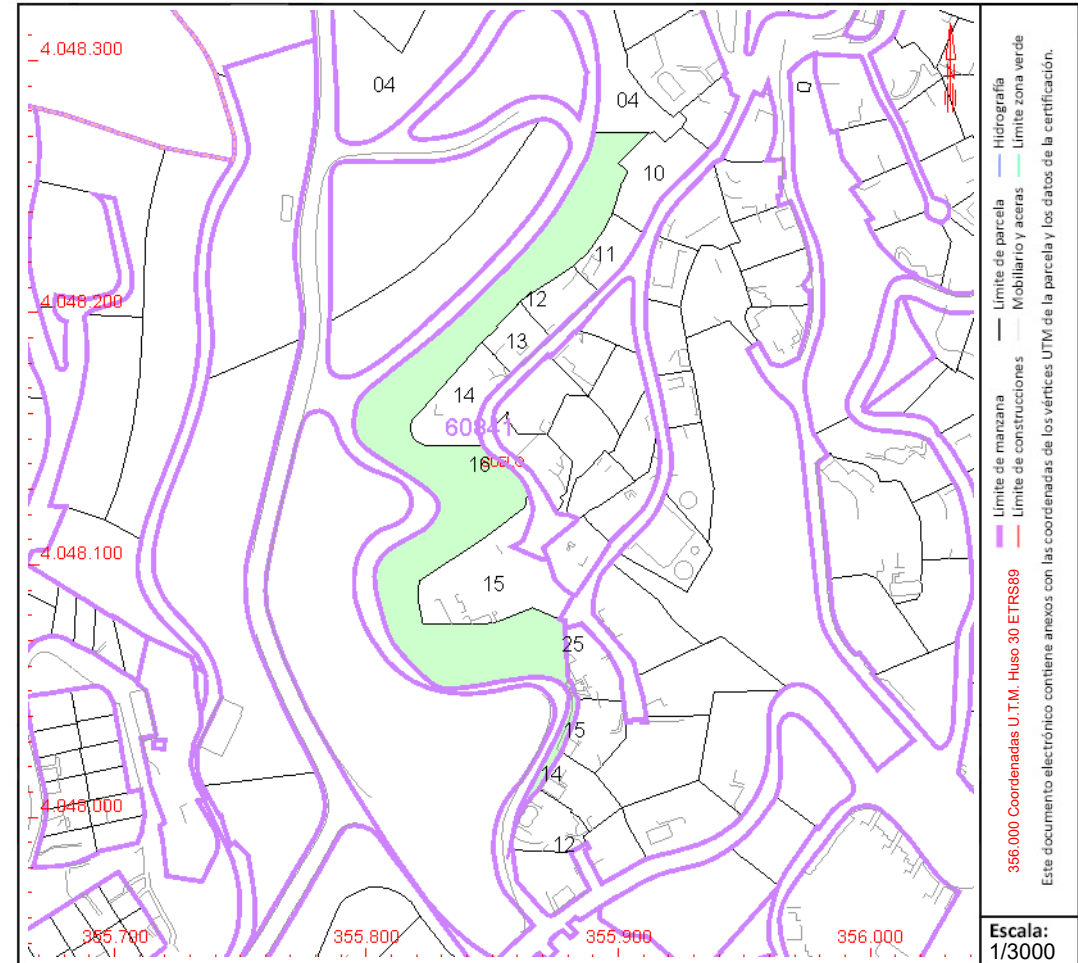 4.048.300
04
04
10
11
4.048.200
12
13
14
60841
16
SUELO
4.048.100
15
25
15
14
4.048.000
12
355.700
355.800
355.900
356.000
Límite de manzana
Límite de parcela
Hidrografía
Límite de construcciones
Mobiliario y aceras
Límite zona verde
356.000 Coordenadas U.T.M. Huso 30 ETRS89
Este documento electrónico contiene anexos con las coordenadas de los vértices UTM de la parcela y los datos de la certificación.
Escala:
1/3000